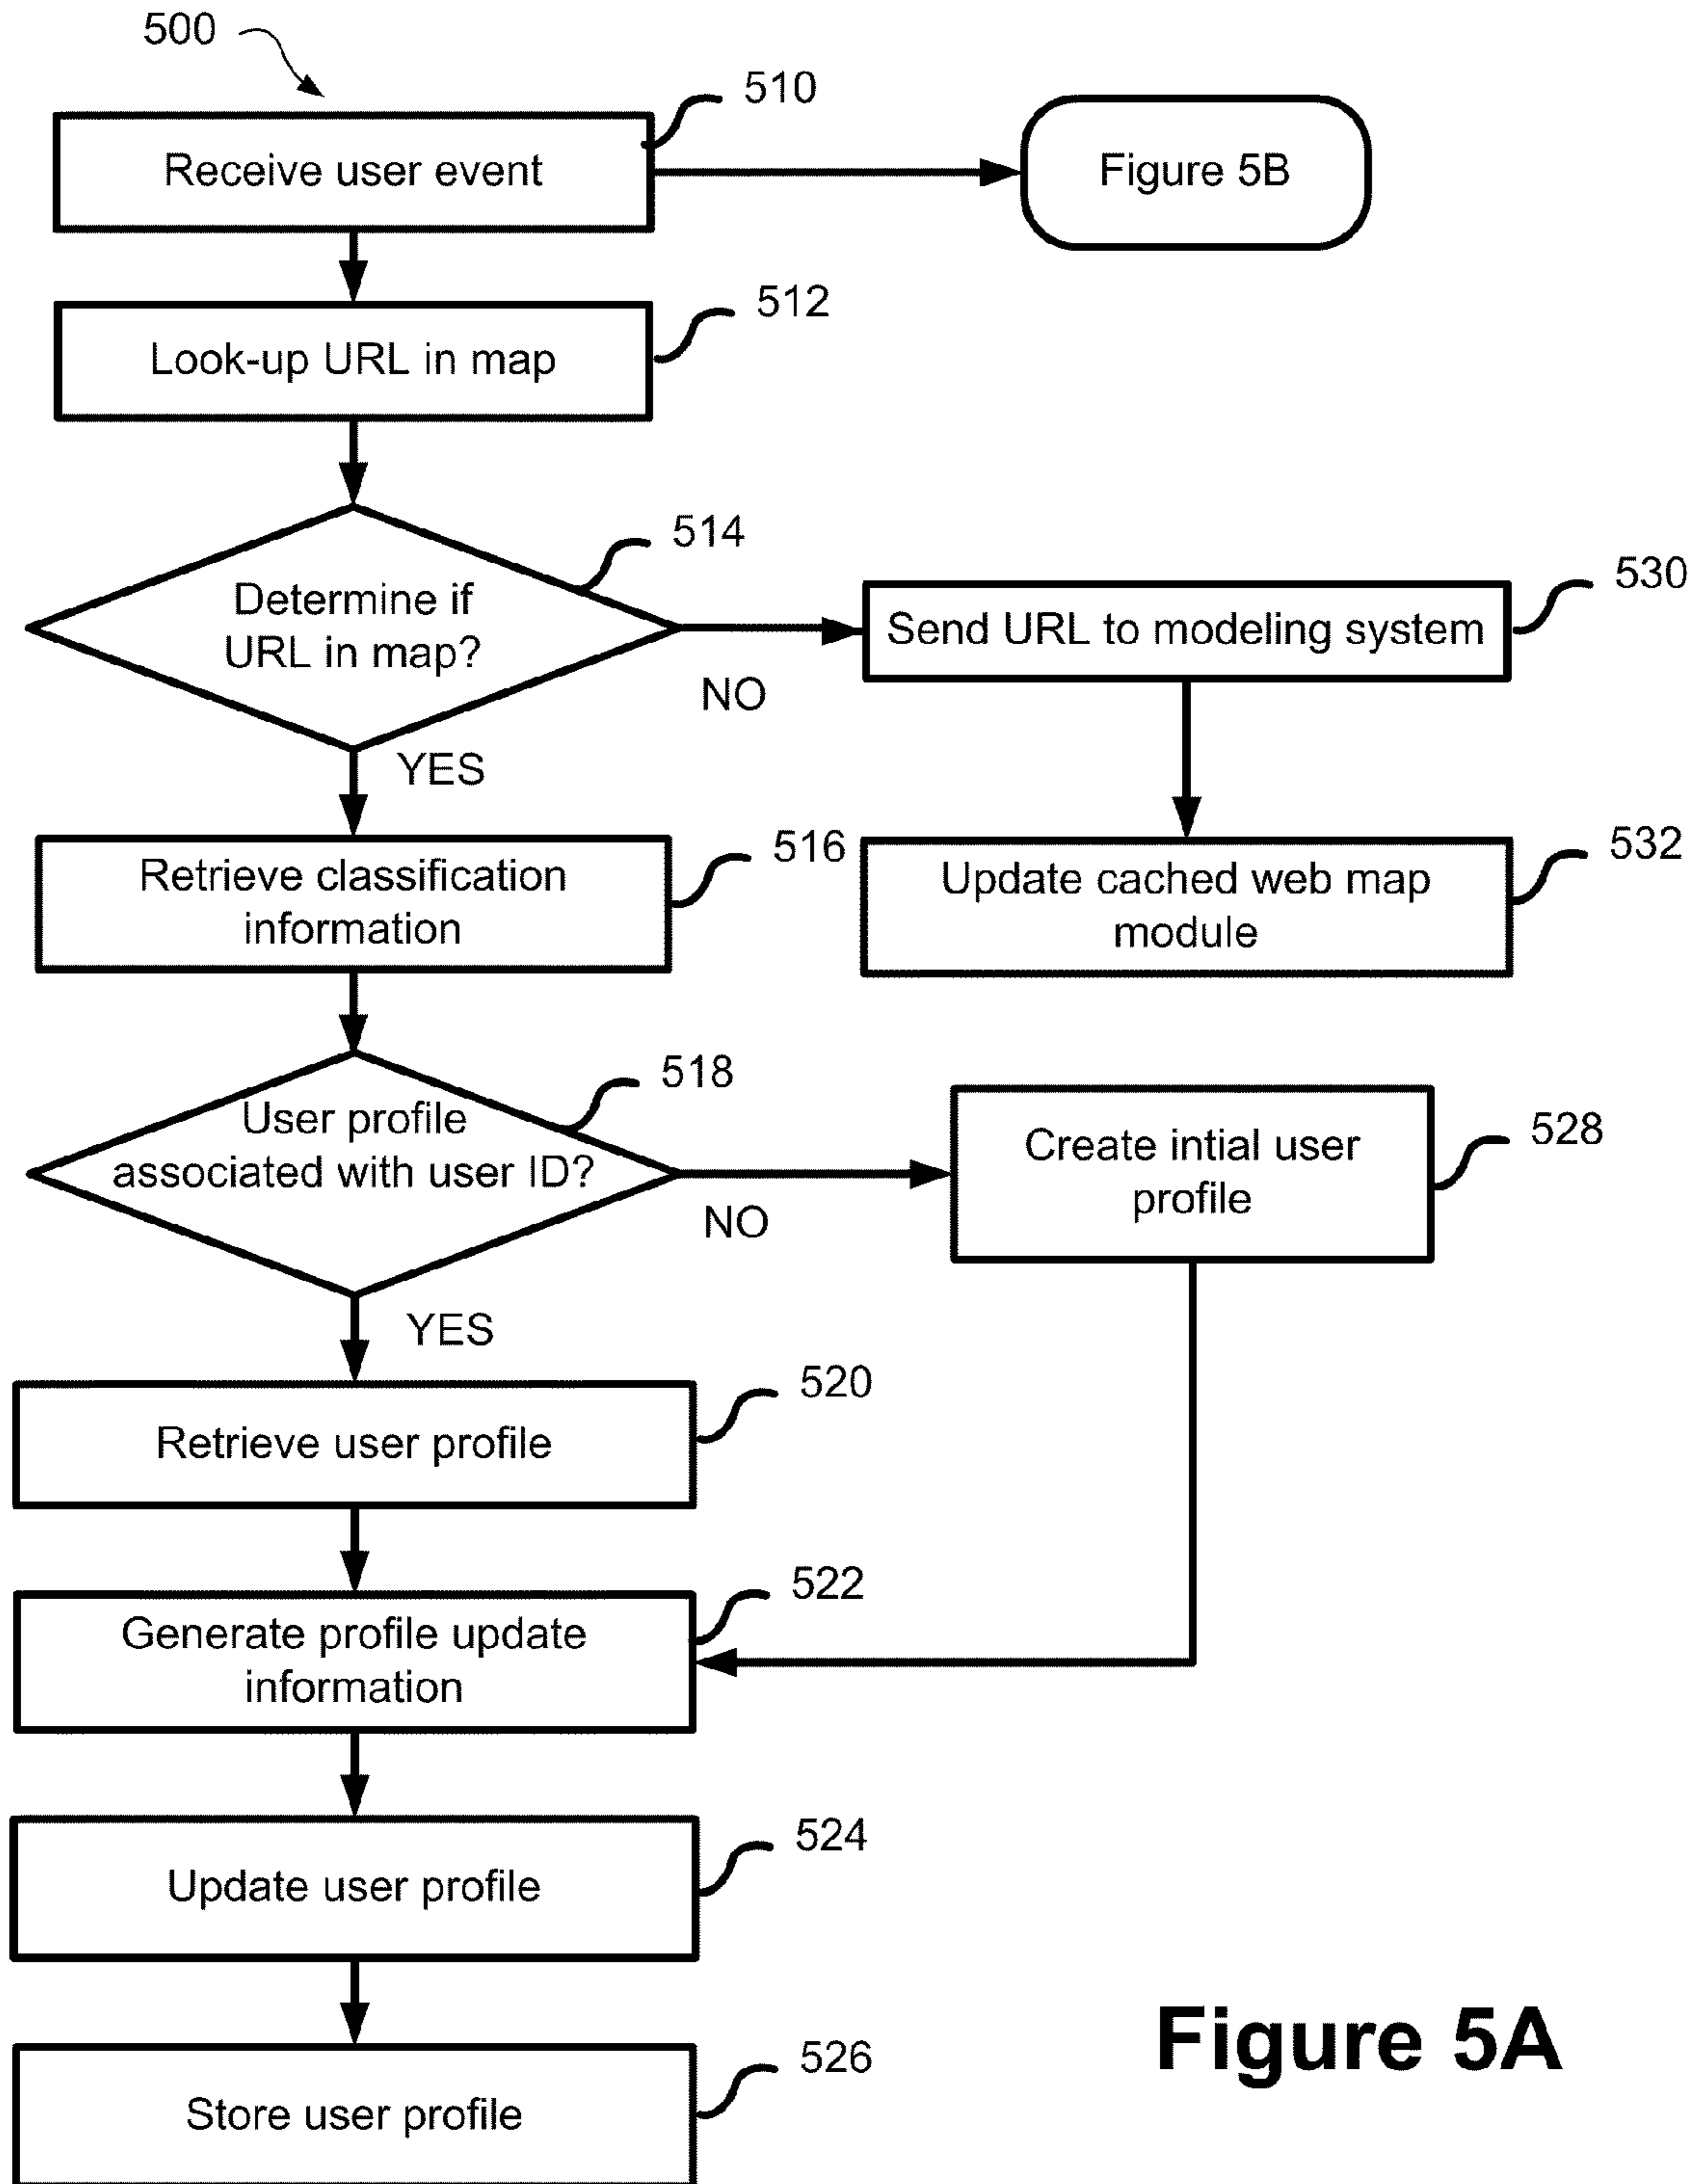 500
510
Receive user event
Figure 5B
512
Look-up URL in map
514
Determine if
URL in map?
530
Send URL to modeling system
NO
YES
516
Retrieve classification
information
532
Update cached web map
module
518
User profile
associated with user ID?
528
Create intial user
profile
NO
YES
520
Retrieve user profile
522
Generate profile update
information
524
Update user profile
526
Store user profile
Figure 5A